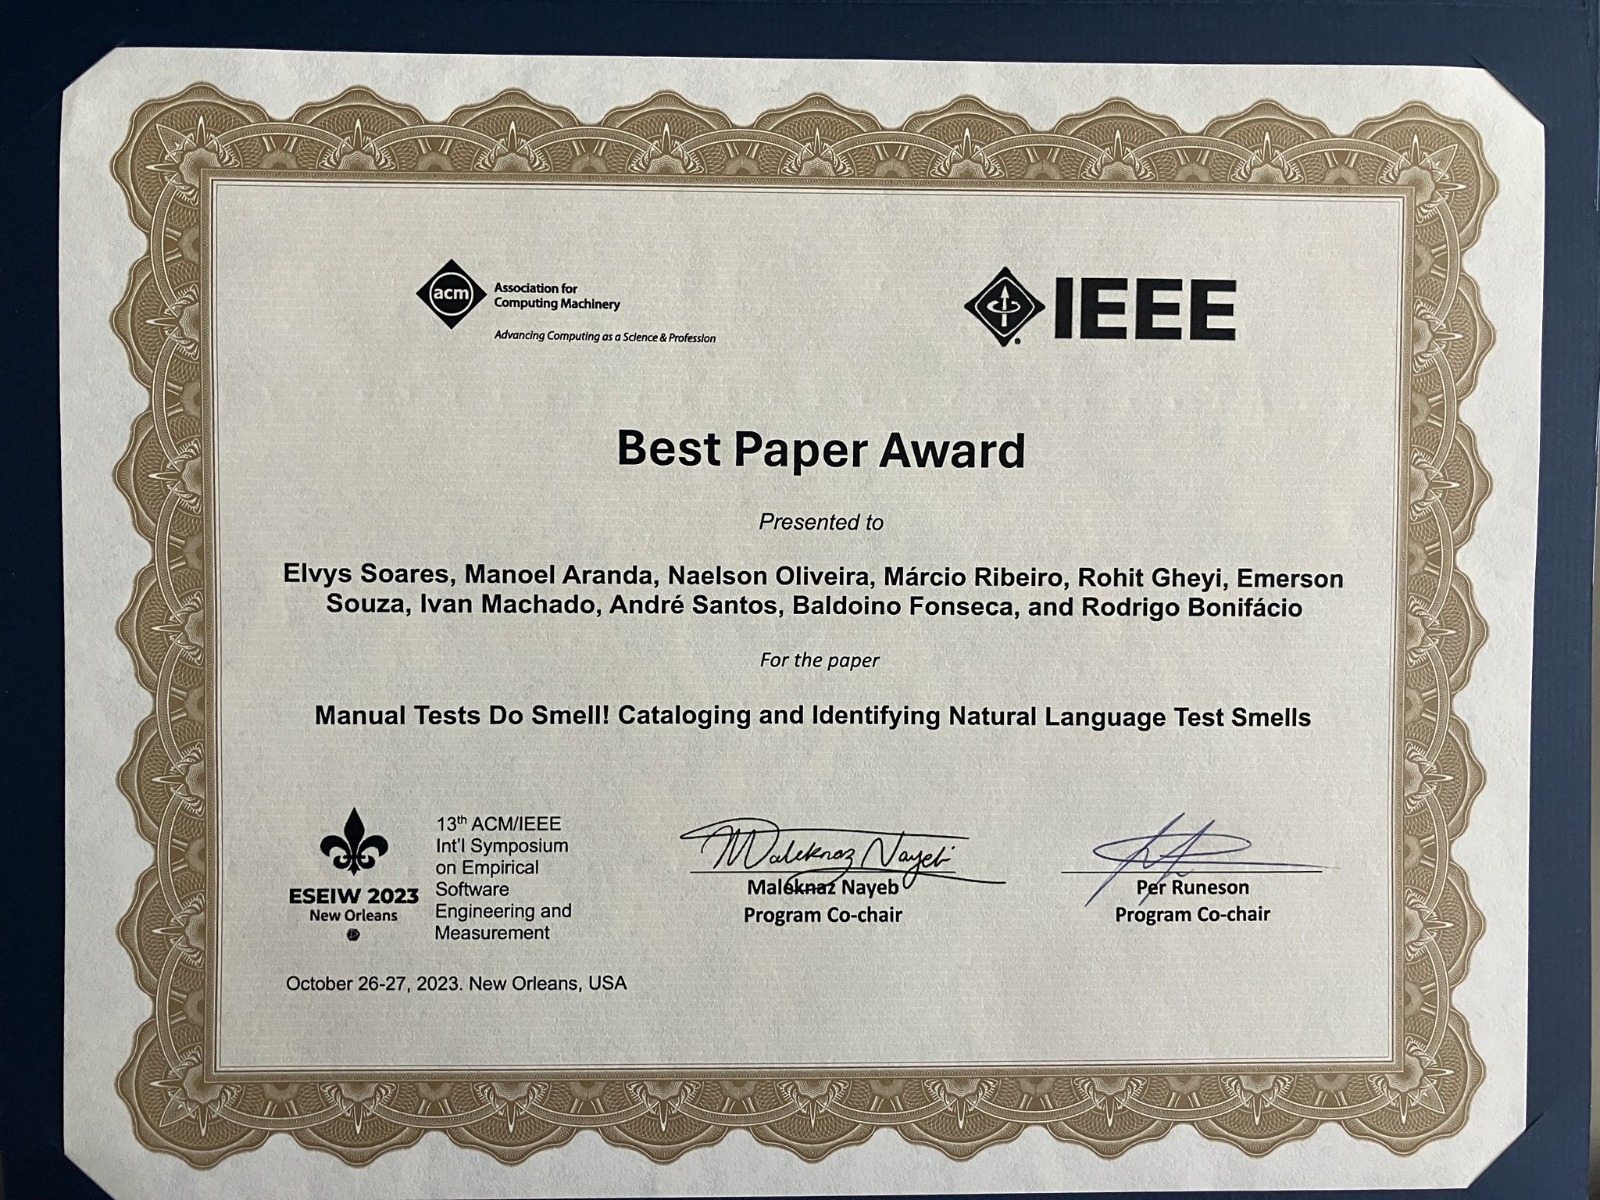 acm
Association for
Computing Machinery
Advancing Computing as a Science & Profession
IEEE
Best Paper Award
Presented to
Elvys Soares, Manoel Aranda, Naelson Oliveira, Márcio Ribeiro, Rohit Gheyi, Emerson
Souza, Ivan Machado, André Santos, Baldoino Fonseca, and Rodrigo Bonifácio
For the paper
Manual Tests Do Smell! Cataloging and Identifying Natural Language Test Smells
ESEIW 2023
New Orleans
13th ACM/IEEE
Int'l Symposium
on Empirical
Software
Engineering and
Measurement
October 26-27, 2023. New Orleans, USA
Maleknaz Nayebi
Maleknaz Nayeb
Program Co-chair
Per Runeson
Program Co-chair